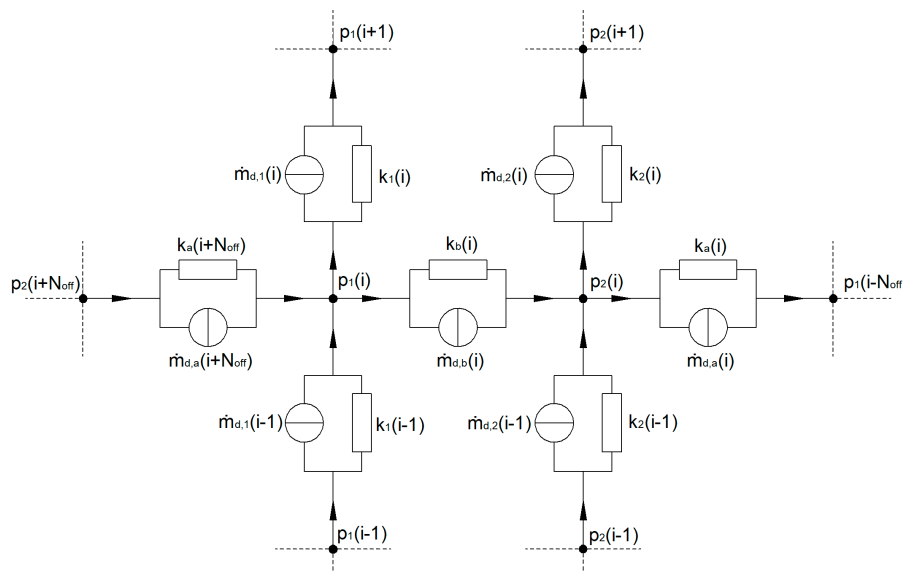 p₁(i+1)
p₂(i+1)
ṁd,1(i)
k₁(i)
ṁd,2(i)
k₂(i)
ka(i+Noff)
kb(i)
ka(i)
p₂(i+Noff)
p₁(i)
p₂(i)
p₁(i-Noff
ṁd,a(i+Noff)
ṁd,b(i)
ṁd,a(i)
ṁd,1(i-1)
k₁(i-1)
ṁd,2(i-1)
k₂(i-1)
p₁(i-1)
p₂(i-1)